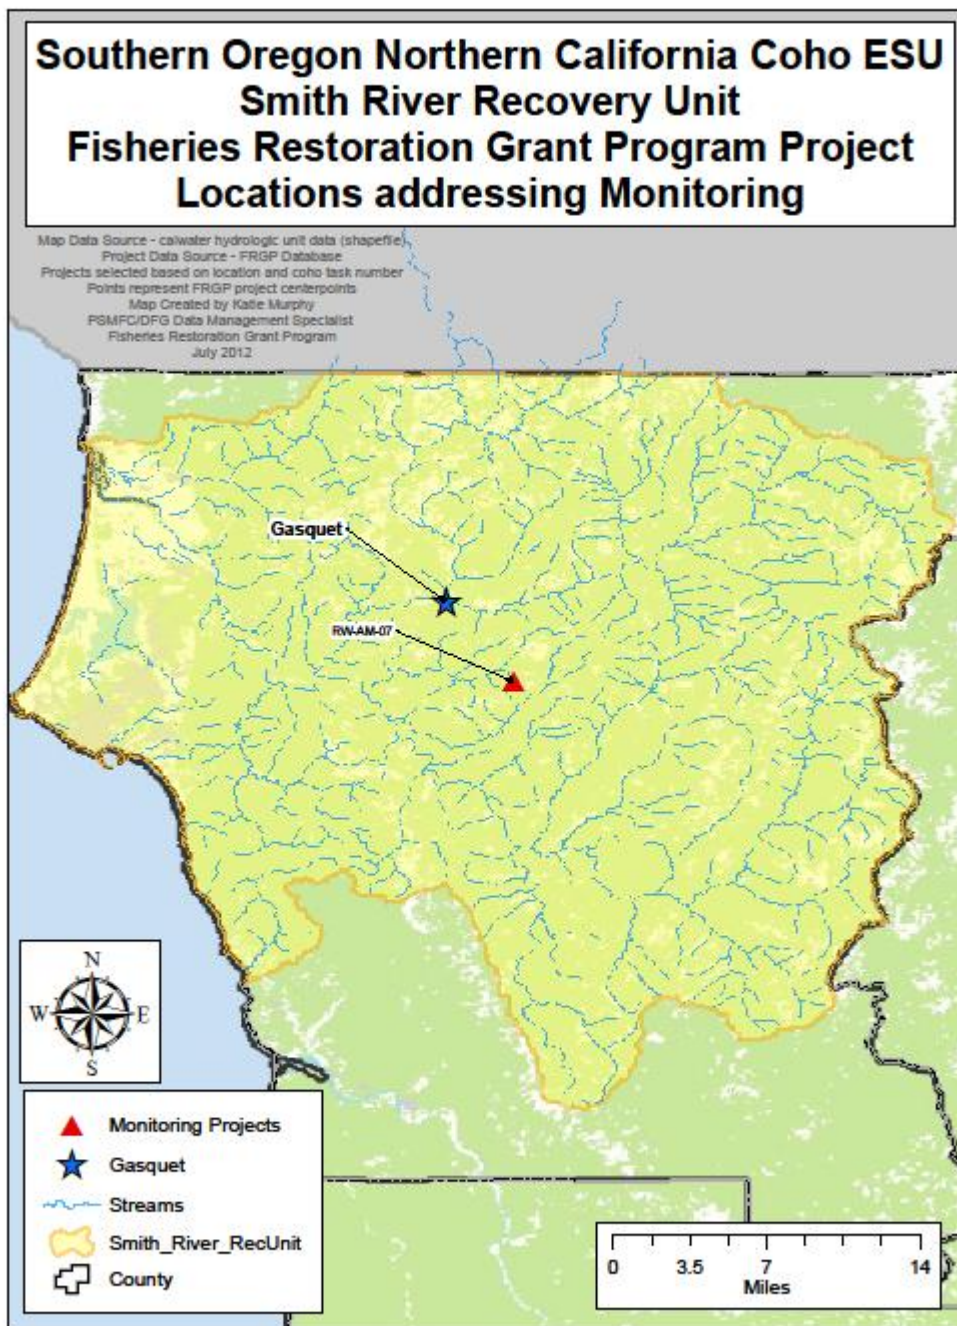 Southern Oregon Northern California Coho ESU
Smith River Recovery Unit
Fisheries Restoration Grant Program Project
Locations addressing Monitoring
Map Data Source - calwater hydrologic unit data (shapefile)
Project Data Source - FRGP Database
Projects selected based on location and coho task number
Points represent FRGP project centerpoints
Map Created by Katie Murphy
PSMFC/DFG Data Management Specialist
Fisheries Restoration Grant Program
July 2012
Gasquet
RW-AM-07
N
W E
S
Monitoring Projects
Gasquet
Streams
Smith_River_RecUnit
County
0 3.5 7 14
Miles